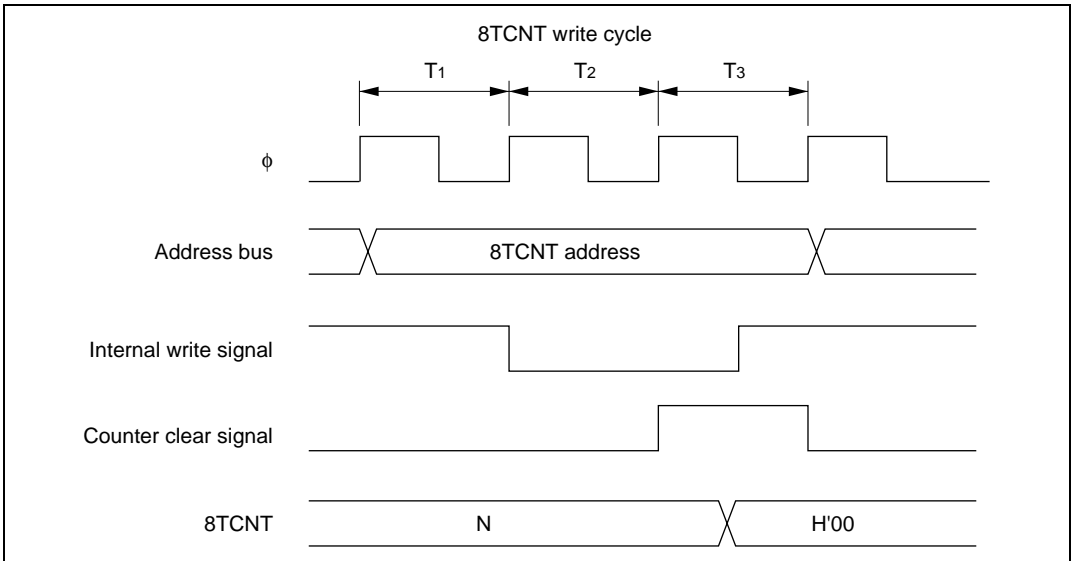 8TCNT write cycle
T1 T2 T3
φ
Address bus 8TCNT address
Internal write signal
Counter clear signal
8TCNT N H'00